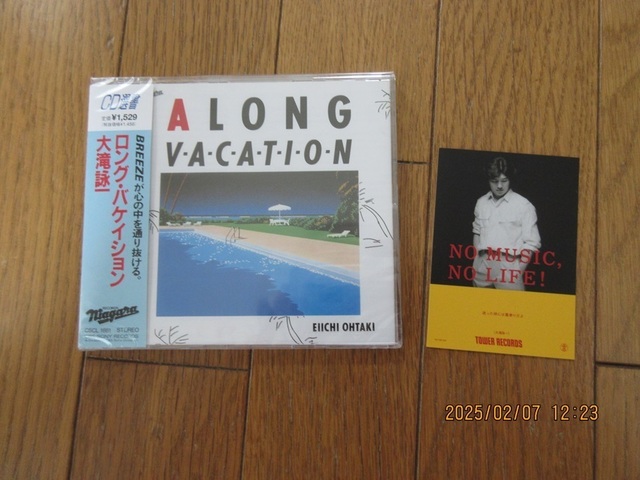 CD選書
¥1,529
BREEZEが心の中を通り抜ける。
ロング・バケイション
大滝詠一
Niagara
STEREO
A LONG
V·A·C·A·T·I·O·N
EIICHI OHTAKI
NO MUSIC,
NO LIFE!
TOWER RECORDS
2025/02/07 12:23